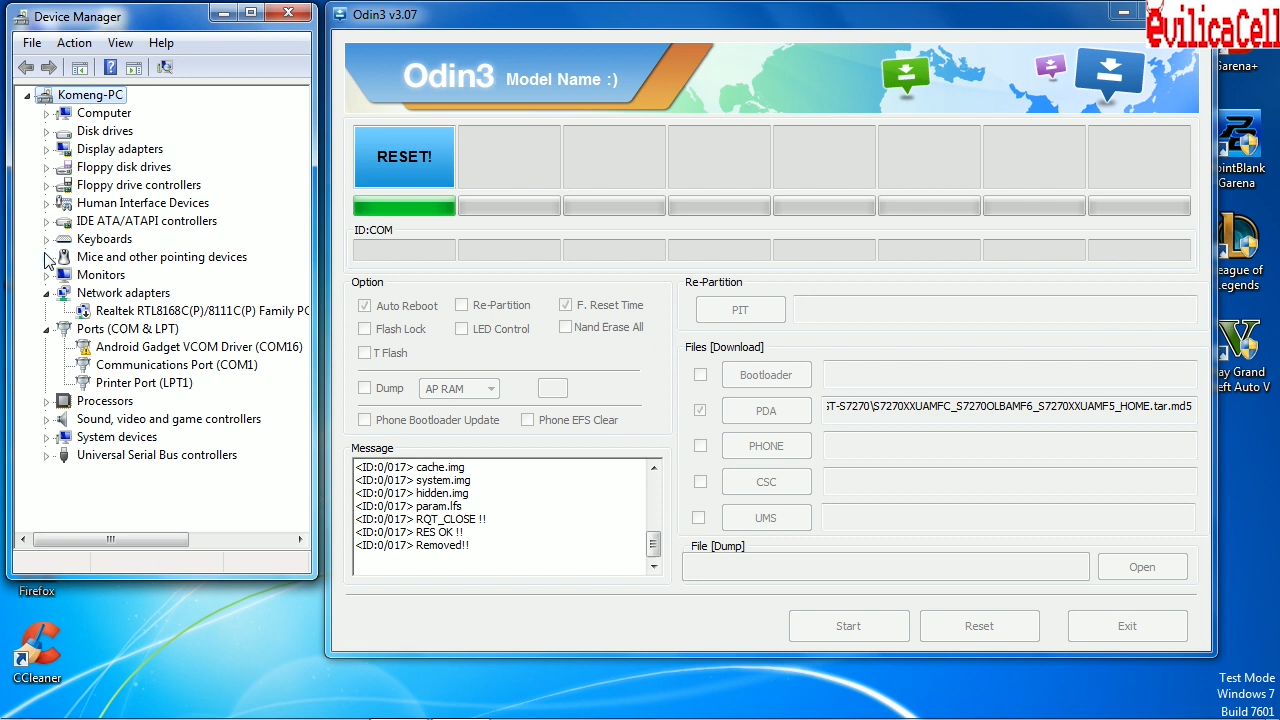 Device Manager
File Action View Help
Komeng-PC
Computer
Disk drives
Display adapters
Floppy disk drives
Floppy drive controllers
Human Interface Devices
IDE ATA/ATAPI controllers
Keyboards
Mice and other pointing devices
Monitors
Network adapters
Realtek RTL8168C(P)/8111C(P) Family PC
Ports (COM & LPT)
Android Gadget VCOM Driver (COM16)
Communications Port (COM1)
Printer Port (LPT1)
Processors
Sound, video and game controllers
System devices
Universal Serial Bus controllers
Firefox
CCleaner
Odin3 v3.07
Odin3 Model Name :)
RESET!
ID:COM
Option
Auto Reboot Re-Partition F. Reset Time
Flash Lock LED Control Nand Erase All
T Flash
Dump AP RAM
Phone Bootloader Update Phone EFS Clear
Message
<ID:0/017> cache.img
<ID:0/017> system.img
<ID:0/017> hidden.img
<ID:0/017> param.lfs
<ID:0/017> RQT_CLOSE !!
<ID:0/017> RES OK !!
<ID:0/017> Removed!!
Re-Partition
PIT
Files [Download]
Bootloader
PDA T-S7270\S7270XXUAMFC_S7270OLBAMF6_S7270XXUAMF5_HOME.tar.md5
PHONE
CSC
UMS
File [Dump]
Open
Start Reset Exit
evilicaCell
Garena+
ointBlank
Garena
eague of
Legends
ay Grand
eft Auto V
Test Mode
Windows 7
Build 7601